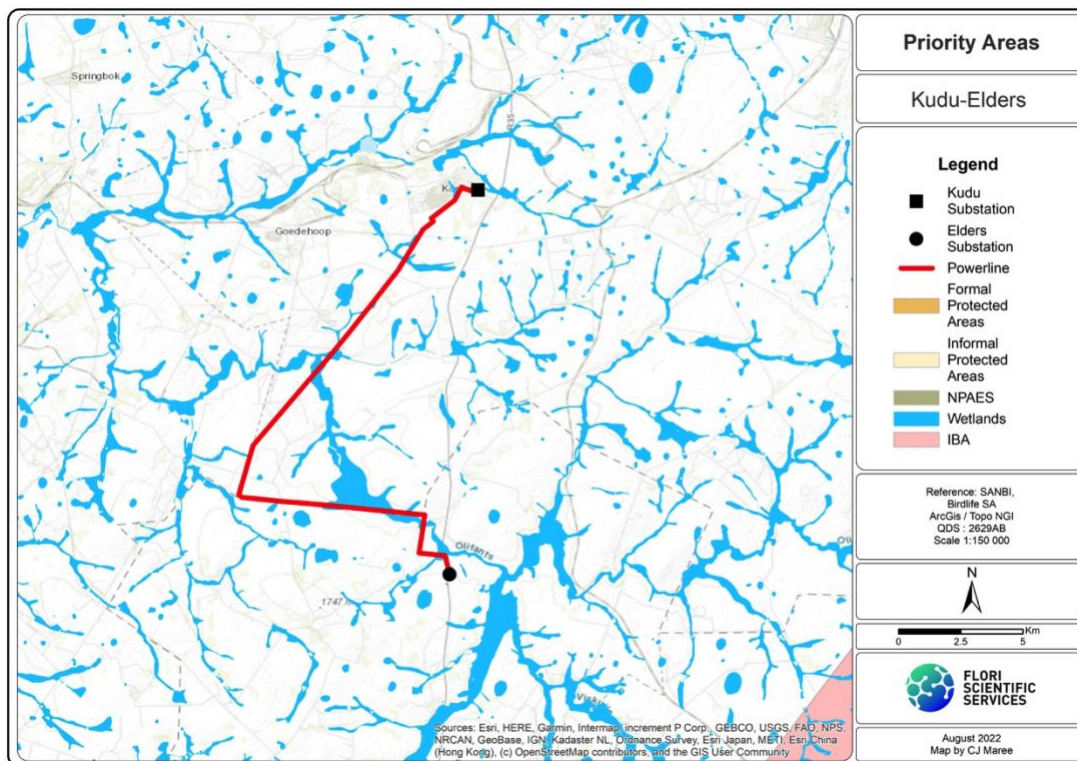 Springbok
R35
Goedehoop
Olifants
1747 m
Sources: Esri, HERE, Garmin, Intermap, increment P Corp., GEBCO, USGS, FAO, NPS,
NRCAN, GeoBase, IGN, Kadaster NL, Ordnance Survey, Esri Japan, METI, Esri China
(Hong Kong), (c) OpenStreetMap contributors, and the GIS User Community
Priority Areas
Kudu-Elders
Legend
Kudu
Substation
Elders
Substation
Powerline
Formal
Protected
Areas
Informal
Protected
Areas
NPAES
Wetlands
IBA
Reference: SANBI,
Birdlife SA
ArcGis / Topo NGI
QDS : 2629AB
Scale 1:150 000
N
Km
0 2.5 5
FLORI
SCIENTIFIC
SERVICES
August 2022
Map by CJ Maree